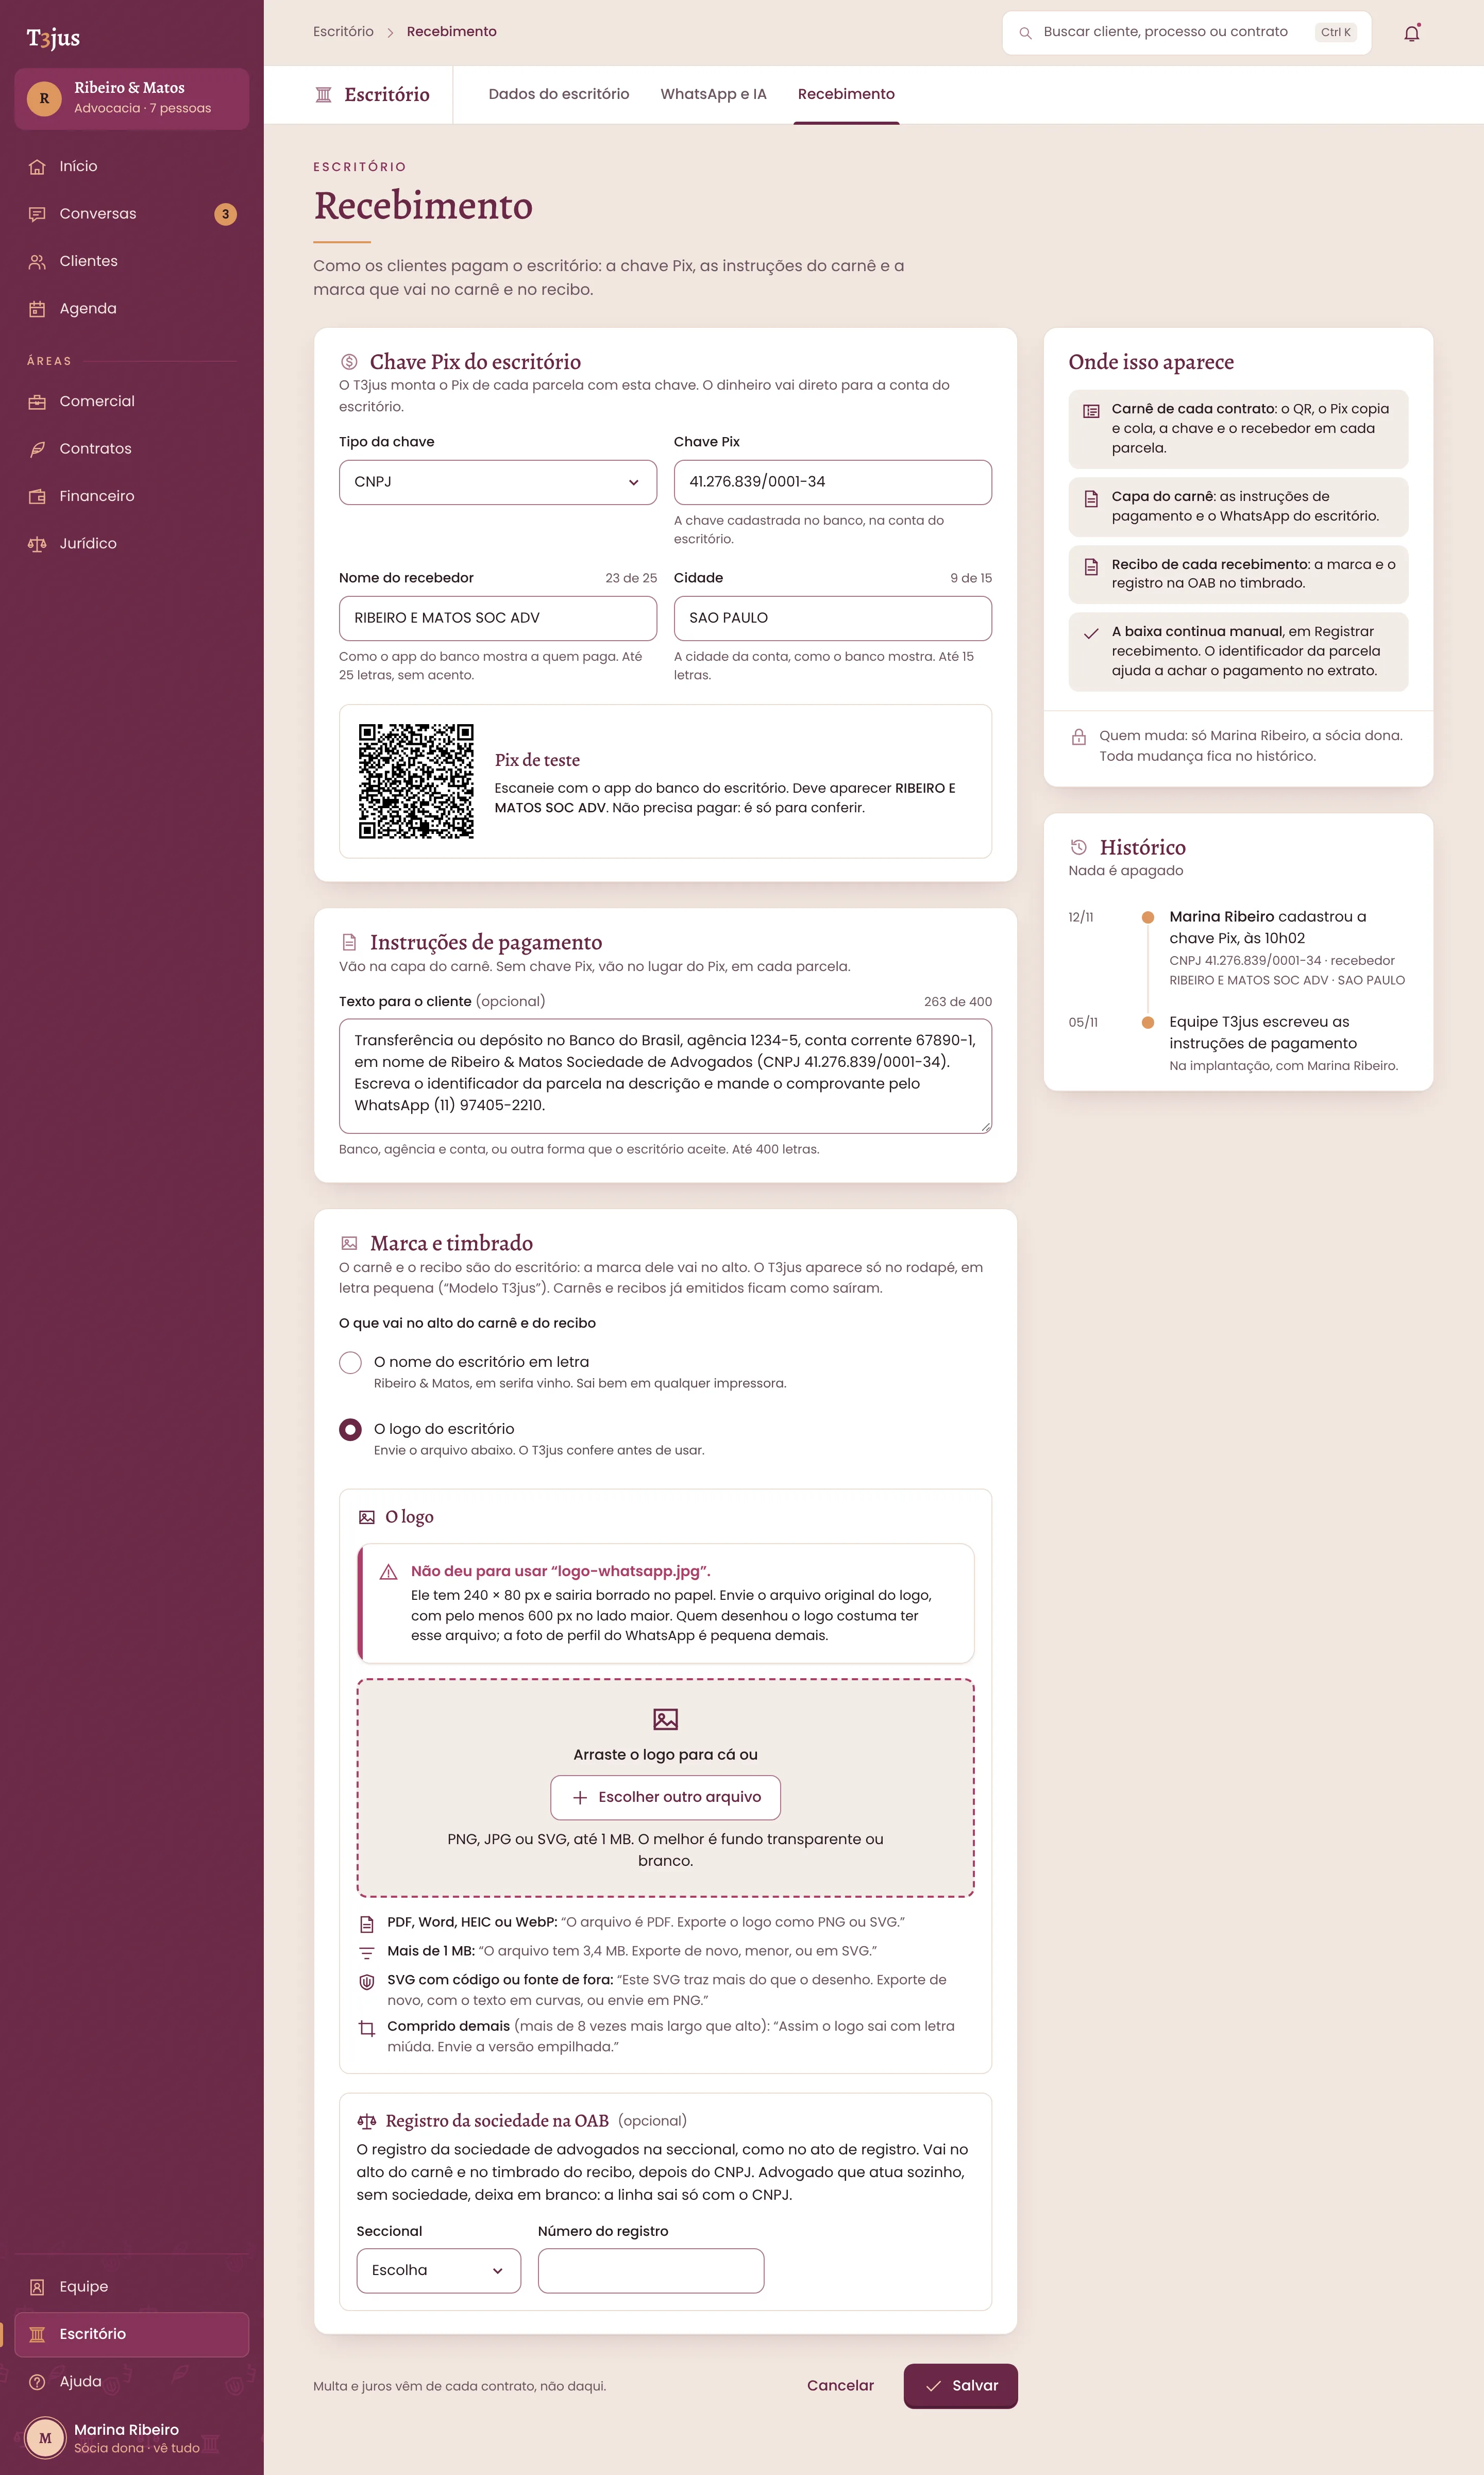 T3jus
R
Ribeiro & Matos
Advocacia · 7 pessoas
Início
Conversas
3
Clientes
Agenda
ÁREAS
Comercial
Contratos
Financeiro
Jurídico
Equipe
Escritório
Ajuda
M
Marina Ribeiro
Sócia dona · vê tudo
Escritório
Recebimento
Buscar cliente, processo ou contrato
Ctrl K
Escritório
Dados do escritório
WhatsApp e IA
Recebimento
ESCRITÓRIO
Recebimento
Como os clientes pagam o escritório: a chave Pix, as instruções do carnê e a
marca que vai no carnê e no recibo.
Chave Pix do escritório
O T3jus monta o Pix de cada parcela com esta chave. O dinheiro vai direto para a conta do
escritório.
Tipo da chave
CNPJ
Chave Pix
41.276.839/0001-34
A chave cadastrada no banco, na conta do
escritório.
Nome do recebedor
23 de 25
RIBEIRO E MATOS SOC ADV
Como o app do banco mostra a quem paga. Até
25 letras, sem acento.
Cidade
9 de 15
SAO PAULO
A cidade da conta, como o banco mostra. Até 15
letras.
Pix de teste
Escaneie com o app do banco do escritório. Deve aparecer RIBEIRO E
MATOS SOC ADV. Não precisa pagar: é só para conferir.
Instruções de pagamento
Vão na capa do carnê. Sem chave Pix, vão no lugar do Pix, em cada parcela.
Texto para o cliente (opcional)
263 de 400
Transferência ou depósito no Banco do Brasil, agência 1234-5, conta corrente 67890-1,
em nome de Ribeiro & Matos Sociedade de Advogados (CNPJ 41.276.839/0001-34).
Escreva o identificador da parcela na descrição e mande o comprovante pelo
WhatsApp (11) 97405-2210.
Banco, agência e conta, ou outra forma que o escritório aceite. Até 400 letras.
Marca e timbrado
O carnê e o recibo são do escritório: a marca dele vai no alto. O T3jus aparece só no rodapé, em
letra pequena (“Modelo T3jus”). Carnês e recibos já emitidos ficam como saíram.
O que vai no alto do carnê e do recibo
O nome do escritório em letra
Ribeiro & Matos, em serifa vinho. Sai bem em qualquer impressora.
O logo do escritório
Envie o arquivo abaixo. O T3jus confere antes de usar.
O logo
Não deu para usar “logo-whatsapp.jpg”.
Ele tem 240 × 80 px e sairia borrado no papel. Envie o arquivo original do logo,
com pelo menos 600 px no lado maior. Quem desenhou o logo costuma ter
esse arquivo; a foto de perfil do WhatsApp é pequena demais.
Arraste o logo para cá ou
Escolher outro arquivo
PNG, JPG ou SVG, até 1 MB. O melhor é fundo transparente ou
branco.
PDF, Word, HEIC ou WebP: “O arquivo é PDF. Exporte o logo como PNG ou SVG.”
Mais de 1 MB: “O arquivo tem 3,4 MB. Exporte de novo, menor, ou em SVG.”
SVG com código ou fonte de fora: “Este SVG traz mais do que o desenho. Exporte de
novo, com o texto em curvas, ou envie em PNG.”
Comprido demais (mais de 8 vezes mais largo que alto): “Assim o logo sai com letra
miúda. Envie a versão empilhada.”
Registro da sociedade na OAB (opcional)
O registro da sociedade de advogados na seccional, como no ato de registro. Vai no
alto do carnê e no timbrado do recibo, depois do CNPJ. Advogado que atua sozinho,
sem sociedade, deixa em branco: a linha sai só com o CNPJ.
Seccional
Escolha
Número do registro
Multa e juros vêm de cada contrato, não daqui.
Cancelar
Salvar
Onde isso aparece
Carnê de cada contrato: o QR, o Pix copia
e cola, a chave e o recebedor em cada
parcela.
Capa do carnê: as instruções de
pagamento e o WhatsApp do escritório.
Recibo de cada recebimento: a marca e o
registro na OAB no timbrado.
A baixa continua manual, em Registrar
recebimento. O identificador da parcela
ajuda a achar o pagamento no extrato.
Quem muda: só Marina Ribeiro, a sócia dona.
Toda mudança fica no histórico.
Histórico
Nada é apagado
12/11
Marina Ribeiro cadastrou a
chave Pix, às 10h02
CNPJ 41.276.839/0001-34 · recebedor
RIBEIRO E MATOS SOC ADV · SAO PAULO
05/11
Equipe T3jus escreveu as
instruções de pagamento
Na implantação, com Marina Ribeiro.